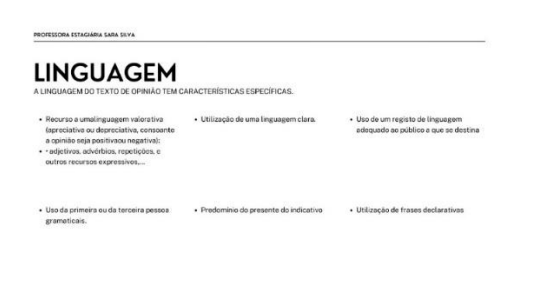 PROFESSORA ESTAGIÁRIA SARA SILVA
LINGUAGEM
A LINGUAGEM DO TEXTO DE OPINIÃO TEM CARACTERÍSTICAS ESPECÍFICAS.
• Recurso a umalinguagem valorativa
(apreciativa ou depreciativa, consoante
a opinião seja positivaou negativa);
• • adjetivos, advérbios, repetições, e
outros recursos expressivos,...
• Utilização de uma linguagem clara.
• Uso de um registo de linguagem
adequado ao público a que se destina
• Uso da primeira ou da terceira pessoa
gramaticais.
• Predomínio do presente do indicativo
• Utilização de frases declarativas